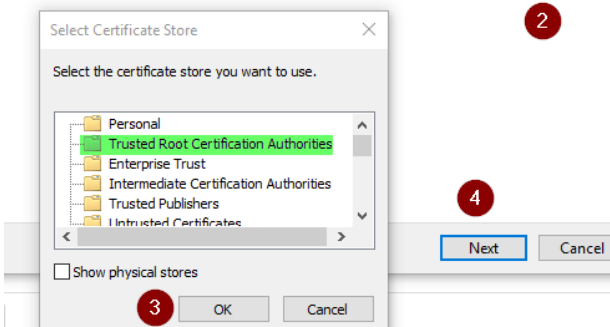 2
Select Certificate Store
Select the certificate store you want to use.
Personal
Trusted Root Certification Authorities
Enterprise Trust
Intermediate Certification Authorities
Trusted Publishers
Untrusted Certificates
4
Next Cancel
Show physical stores
3 OK Cancel